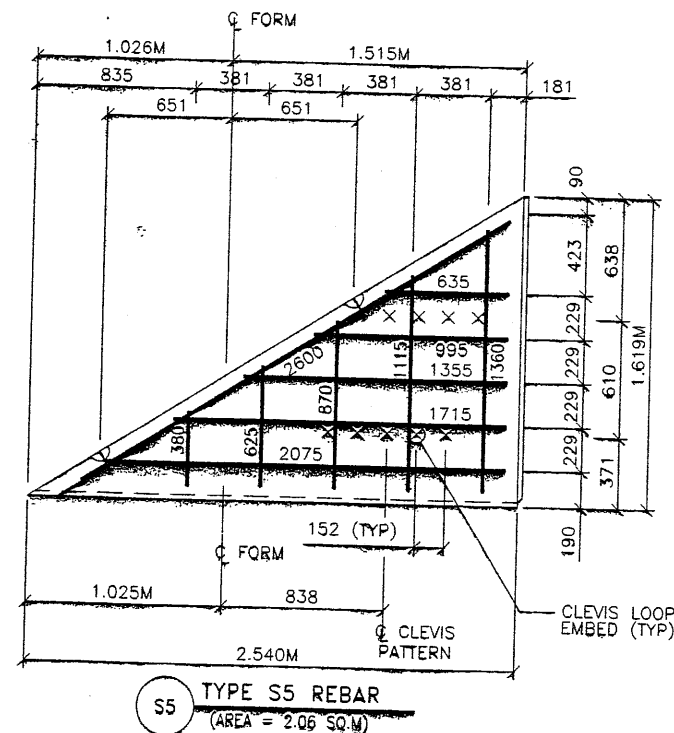 ℄ FORM
1.026M 1.515M
835 381 381 381 381 181
651 651
90
423
638
229
229
610
1.619M
229
229
371
190
635
995
1355
1715
2075
2600
380
625
870
1115
1360
152 (TYP)
℄ FORM
1.025M 838
℄ CLEVIS
PATTERN
CLEVIS LOOP
EMBED (TYP)
2.540M
S5
TYPE S5 REBAR
(AREA = 2.06 SQ.M)